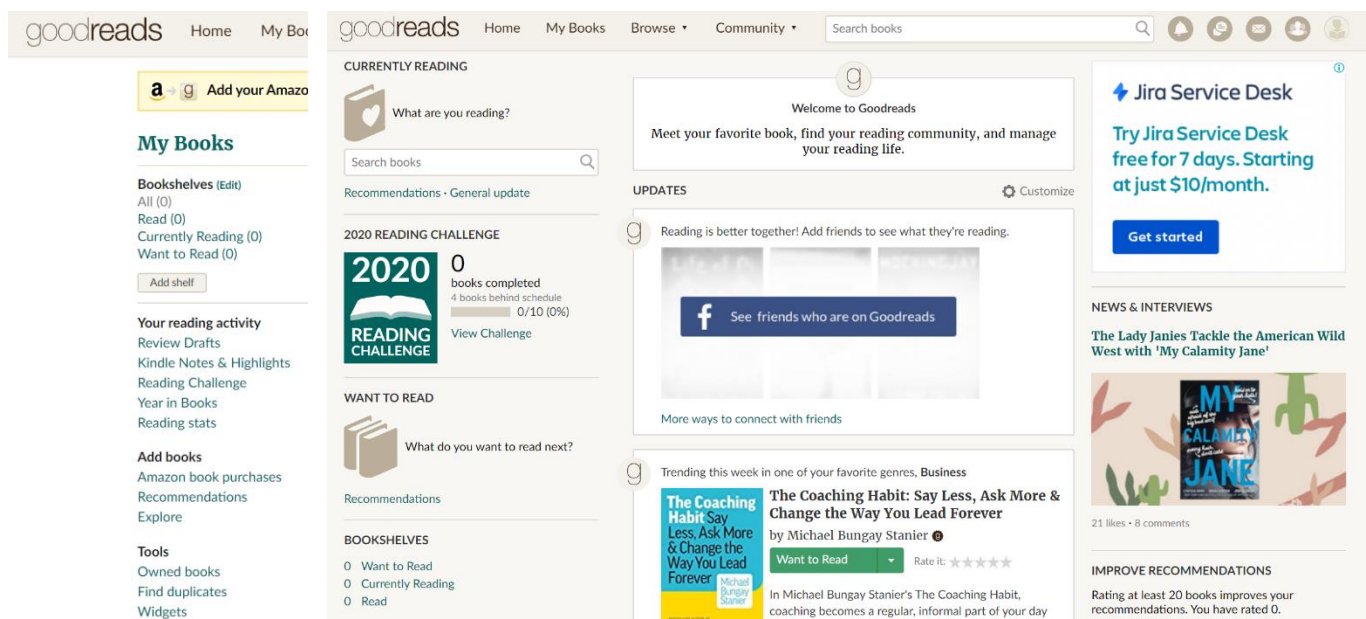 goodreads Home My Boo
a g Add your Amazo
My Books
Bookshelves (Edit)
All (0)
Read (0)
Currently Reading (0)
Want to Read (0)
Add shelf
Your reading activity
Review Drafts
Kindle Notes & Highlights
Reading Challenge
Year in Books
Reading stats
Add books
Amazon book purchases
Recommendations
Explore
Tools
Owned books
Find duplicates
Widgets
goodreads Home My Books Browse Community Search books
CURRENTLY READING
What are you reading?
Search books
Recommendations · General update
2020 READING CHALLENGE
2020
READING
CHALLENGE
0
books completed
4 books behind schedule
0/10 (0%)
View Challenge
WANT TO READ
What do you want to read next?
Recommendations
BOOKSHELVES
0 Want to Read
0 Currently Reading
0 Read
g
Welcome to Goodreads
Meet your favorite book, find your reading community, and manage
your reading life.
UPDATES Customize
g Reading is better together! Add friends to see what they're reading.
f See friends who are on Goodreads
More ways to connect with friends
g Trending this week in one of your favorite genres, Business
The Coaching
Habit Say
Less, Ask More
& Change the
Way You Lead
Forever
Michael
Bungay
Stanier
The Coaching Habit: Say Less, Ask More &
Change the Way You Lead Forever
by Michael Bungay Stanier
Want to Read Rate it:
In Michael Bungay Stanier's The Coaching Habit,
coaching becomes a regular, informal part of your day
Jira Service Desk
Try Jira Service Desk
free for 7 days. Starting
at just $10/month.
Get started
NEWS & INTERVIEWS
The Lady Janies Tackle the American Wild
West with 'My Calamity Jane'
MY
CALAMITY
JANE
21 likes · 8 comments
IMPROVE RECOMMENDATIONS
Rating at least 20 books improves your
recommendations. You have rated 0.